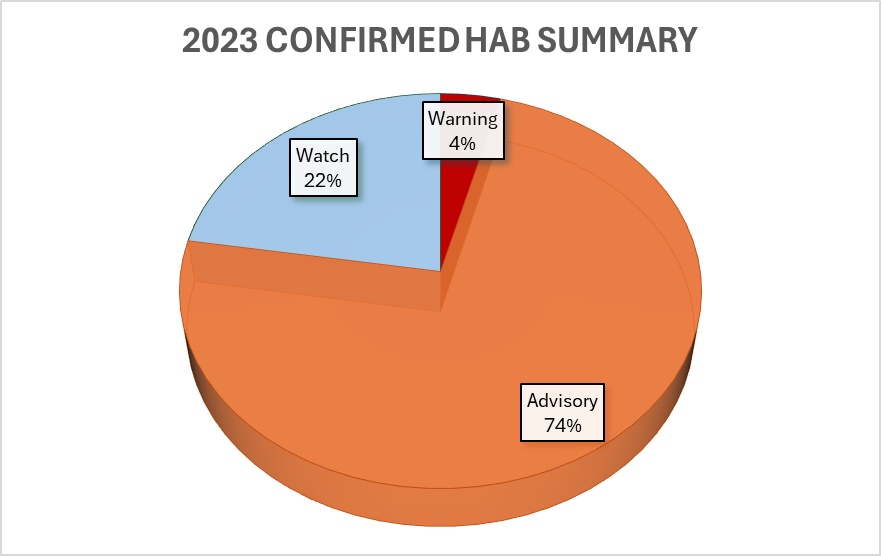 2023 CONFIRMED HAB SUMMARY
Warning
4%
Watch
22%
Advisory
74%